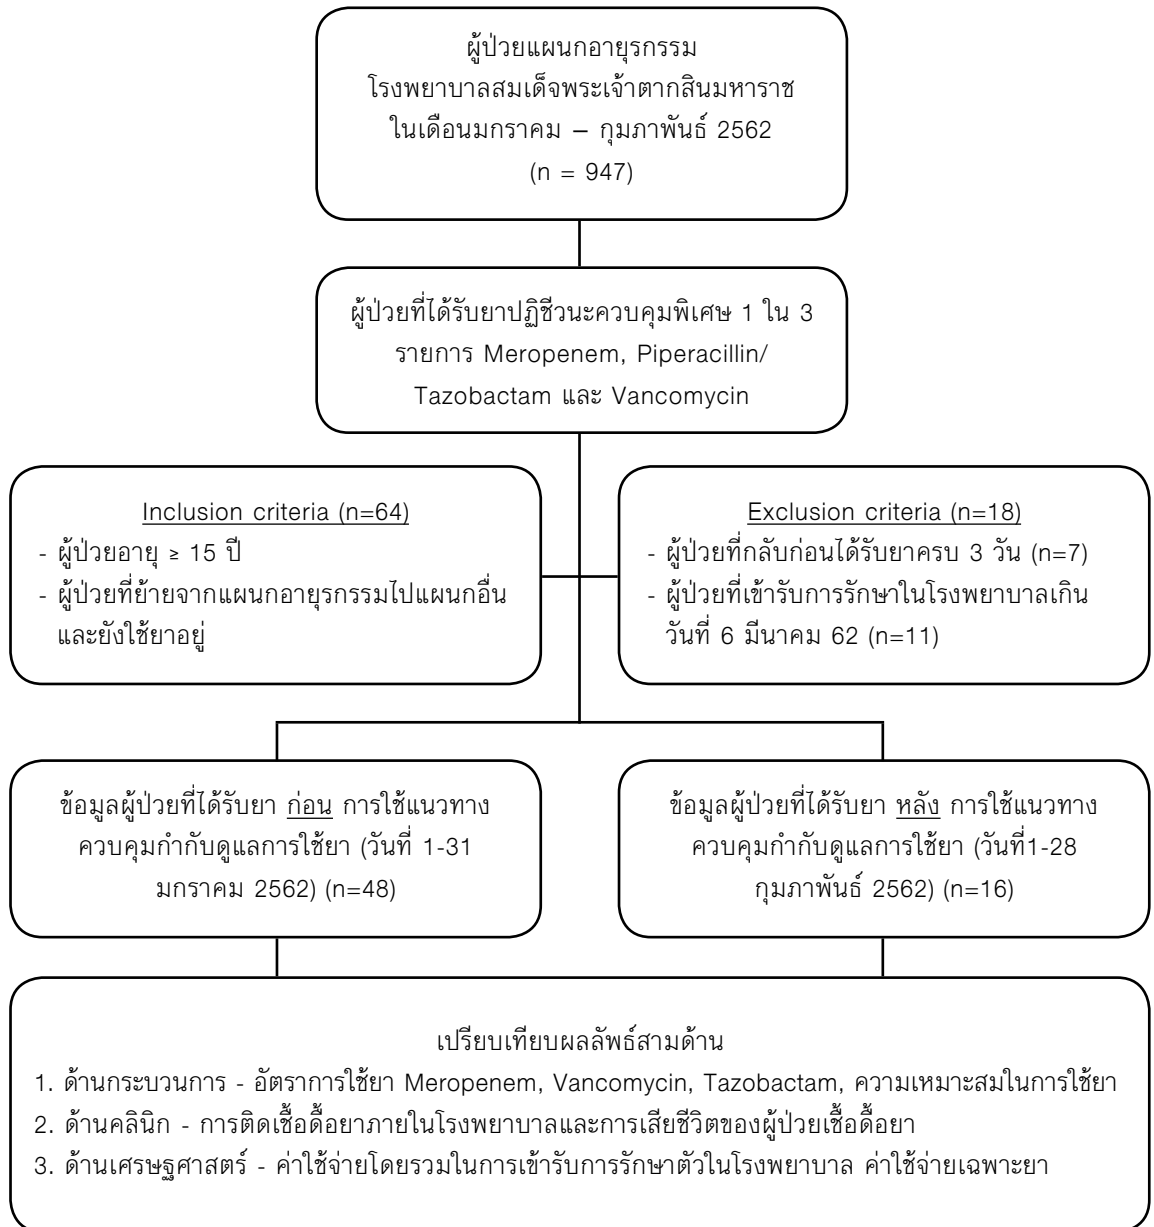 ผู้ป่วยแผนกอายุรกรรม
โรงพยาบาลสมเด็จพระเจ้าตากสินมหาราช
ในเดือนมกราคม – กุมภาพันธ์ 2562
(n = 947)
ผู้ป่วยที่ได้รับยาปฏิชีวนะควบคุมพิเศษ 1 ใน 3
รายการ Meropenem, Piperacillin/
Tazobactam และ Vancomycin
Inclusion criteria (n=64)
- ผู้ป่วยอายุ ≥ 15 ปี
- ผู้ป่วยที่ย้ายจากแผนกอายุรกรรมไปแผนกอื่น
และยังใช้ยาอยู่
Exclusion criteria (n=18)
- ผู้ป่วยที่กลับก่อนได้รับยาครบ 3 วัน (n=7)
- ผู้ป่วยที่เข้ารับการรักษาในโรงพยาบาลเกิน
วันที่ 6 มีนาคม 62 (n=11)
ข้อมูลผู้ป่วยที่ได้รับยา ก่อน การใช้แนวทาง
ควบคุมกำกับดูแลการใช้ยา (วันที่ 1-31
มกราคม 2562) (n=48)
ข้อมูลผู้ป่วยที่ได้รับยา หลัง การใช้แนวทาง
ควบคุมกำกับดูแลการใช้ยา (วันที่1-28
กุมภาพันธ์ 2562) (n=16)
เปรียบเทียบผลลัพธ์สามด้าน
1. ด้านกระบวนการ - อัตราการใช้ยา Meropenem, Vancomycin, Tazobactam, ความเหมาะสมในการใช้ยา
2. ด้านคลินิก - การติดเชื้อดื้อยาภายในโรงพยาบาลและการเสียชีวิตของผู้ป่วยเชื้อดื้อยา
3. ด้านเศรษฐศาสตร์ - ค่าใช้จ่ายโดยรวมในการเข้ารับการรักษาตัวในโรงพยาบาล ค่าใช้จ่ายเฉพาะยา